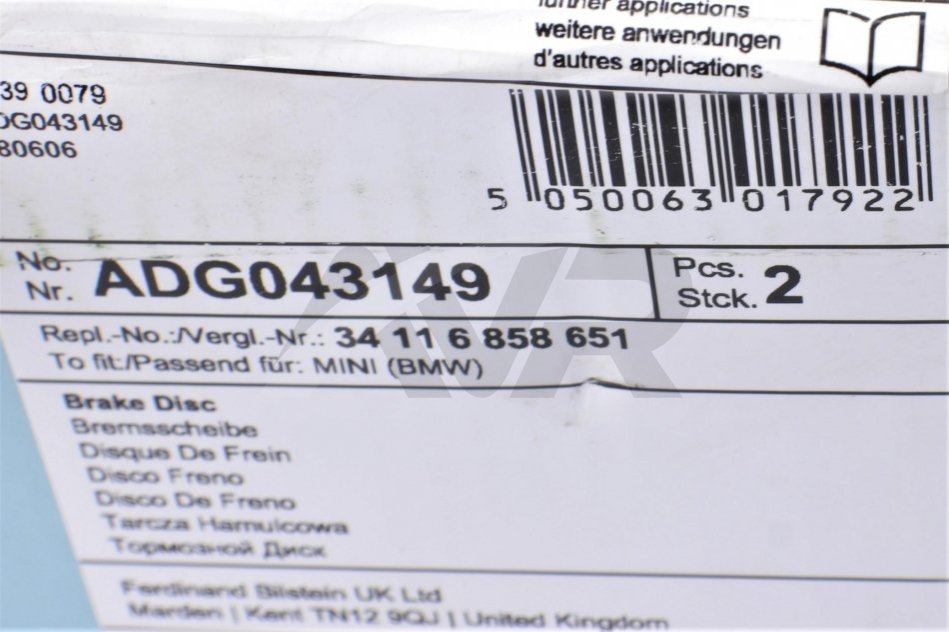 further applications
weitere anwendungen
d'autres applications
39 0079
DG043149
80606
5 050063 017922
No.
Nr. ADG043149
Pcs.
Stck. 2
Repl.-No.:/Vergl.-Nr.: 34 11 6 858 651
To fit:/Passend für: MINI (BMW)
Brake Disc
Bremsscheibe
Disque De Frein
Disco Freno
Disco De Freno
Tarcza Hamulcowa
Тормозной Диск
Ferdinand Bilstein UK Ltd
Marden | Kent TN12 9QJ | United Kingdom